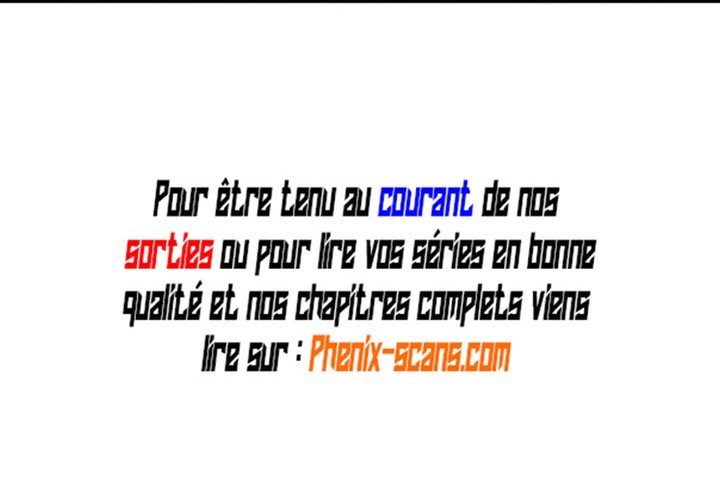 Pour être tenu au courant de nos
sorties ou pour lire vos séries en bonne
qualité et nos chapitres complets viens
lire sur : Phenix-scans.com